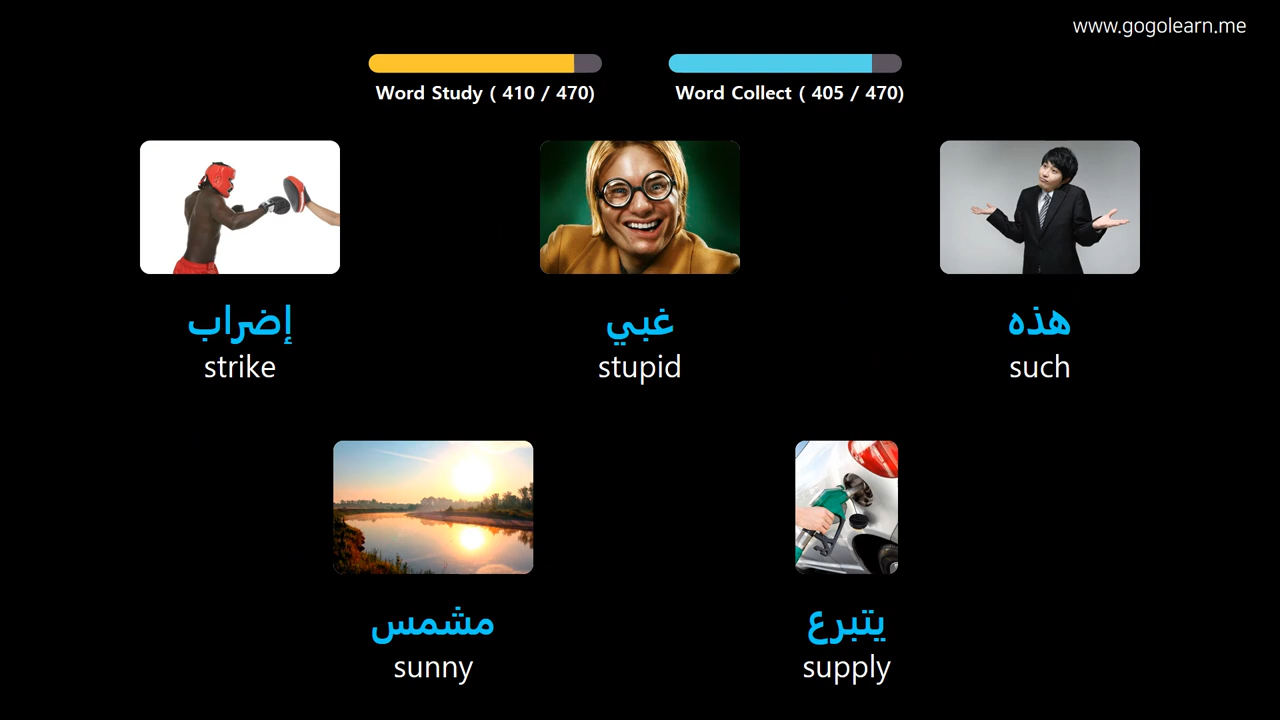 www.gogolearn.me
Word Study ( 410 / 470)
Word Collect ( 405 / 470)
إضراب
strike
غبي
stupid
هذه
such
مشمس
sunny
يتبرع
supply